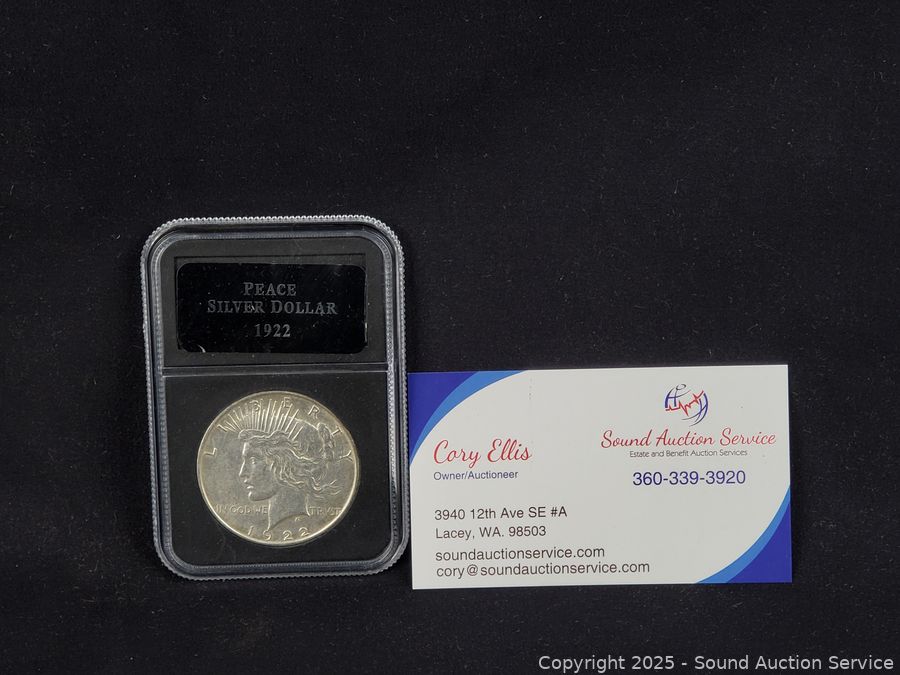 PEACE
SILVER DOLLAR
1922
LIBERTY
IN GOD WE TRVST
1922
Cory Ellis
Owner/Auctioneer
Sound Auction Service
Estate and Benefit Auction Services
360-339-3920
3940 12th Ave SE #A
Lacey, WA. 98503
soundauctionservice.com
cory@soundauctionservice.com
Copyright © 2025 - Sound Auction Service